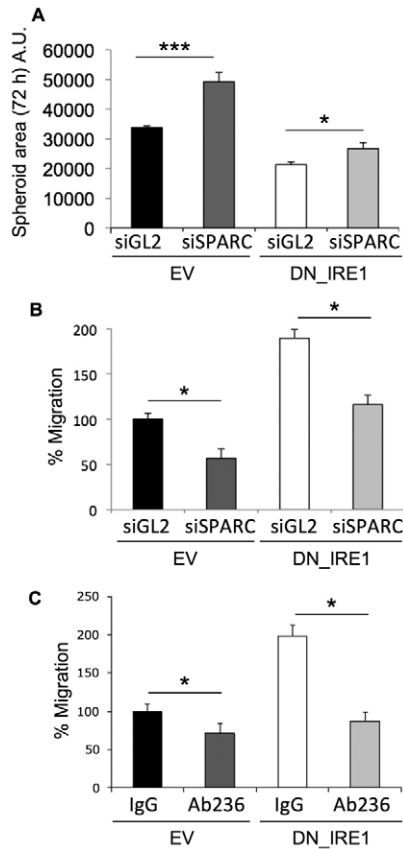 A
Spheroid area (72 h) A.U.
60000
50000
40000
30000
20000
10000
0
***
*
siGL2 siSPARC siGL2 siSPARC
EV DN_IRE1
B
% Migration
200
150
100
50
0
*
*
siGL2 siSPARC siGL2 siSPARC
EV DN_IRE1
C
% Migration
250
200
150
100
50
0
*
*
IgG Ab236 IgG Ab236
EV DN_IRE1